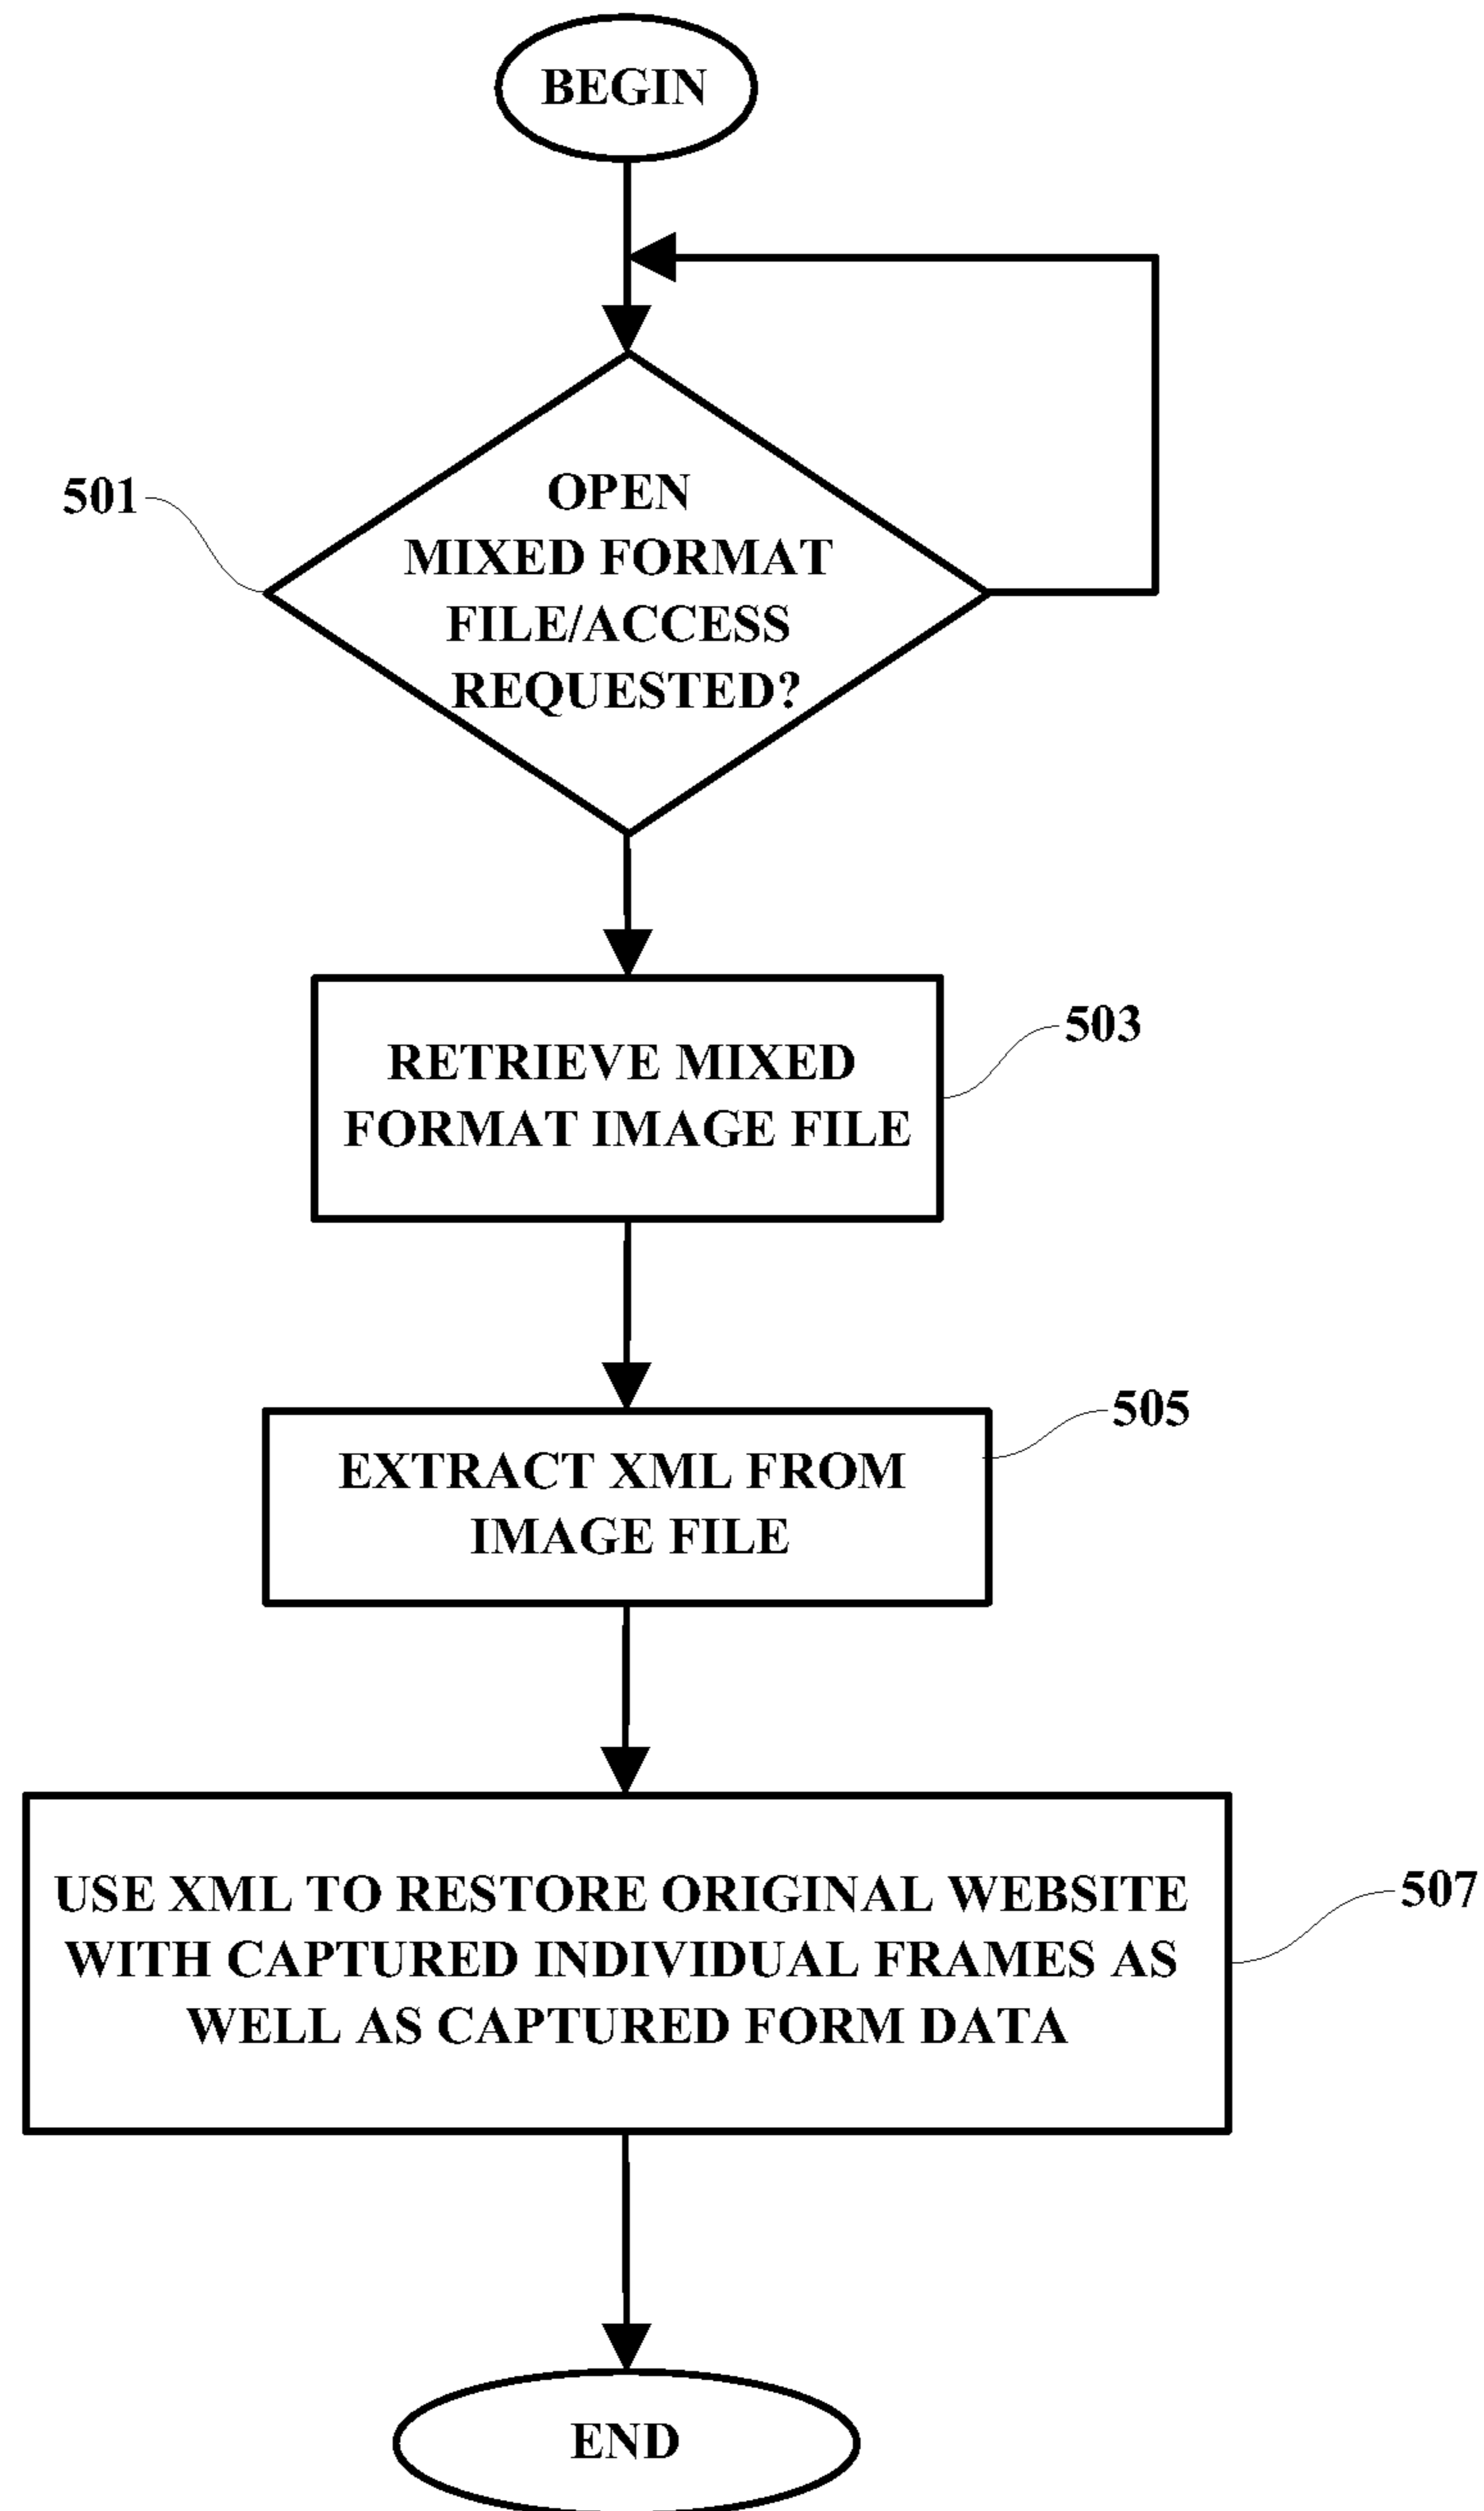 BEGIN
501
OPEN
MIXED FORMAT
FILE/ACCESS
REQUESTED?
503
RETRIEVE MIXED
FORMAT IMAGE FILE
505
EXTRACT XML FROM
IMAGE FILE
507
USE XML TO RESTORE ORIGINAL WEBSITE
WITH CAPTURED INDIVIDUAL FRAMES AS
WELL AS CAPTURED FORM DATA
END